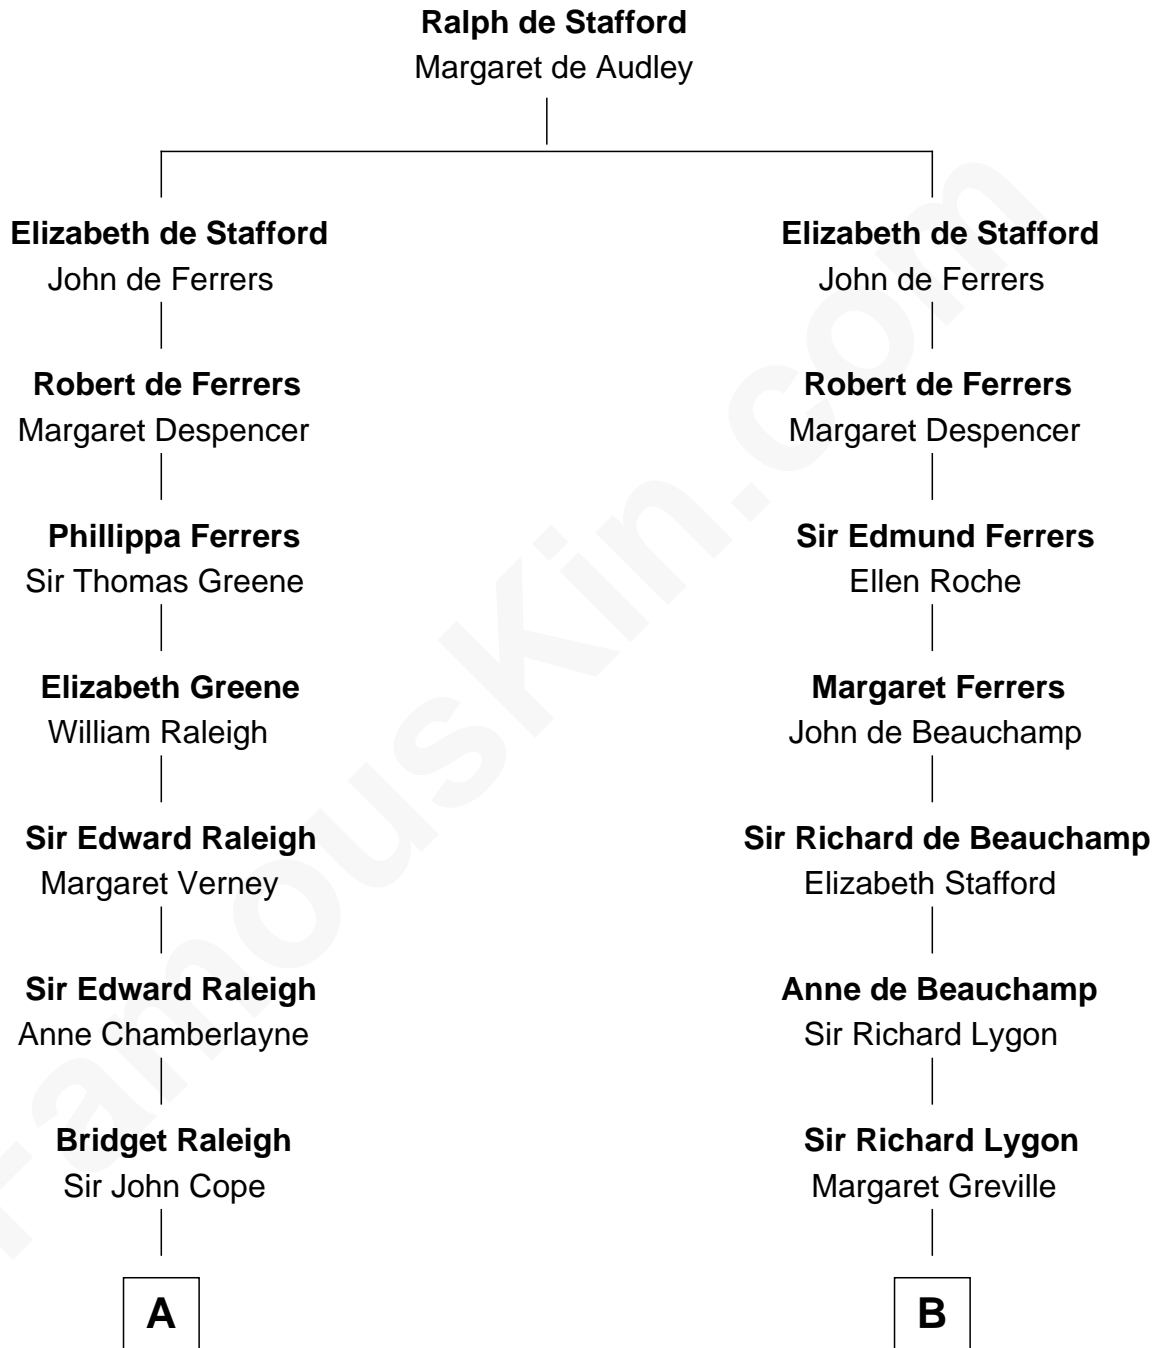 Ralph de Stafford
Margaret de Audley
Elizabeth de Stafford
John de Ferrers
Robert de Ferrers
Margaret Despencer
Phillippa Ferrers
Sir Thomas Greene
Elizabeth Greene
William Raleigh
Sir Edward Raleigh
Margaret Verney
Sir Edward Raleigh
Anne Chamberlayne
Bridget Raleigh
Sir John Cope
A
Elizabeth de Stafford
John de Ferrers
Robert de Ferrers
Margaret Despencer
Sir Edmund Ferrers
Ellen Roche
Margaret Ferrers
John de Beauchamp
Sir Richard de Beauchamp
Elizabeth Stafford
Anne de Beauchamp
Sir Richard Lygon
Sir Richard Lygon
Margaret Greville
B
FamousKin.com